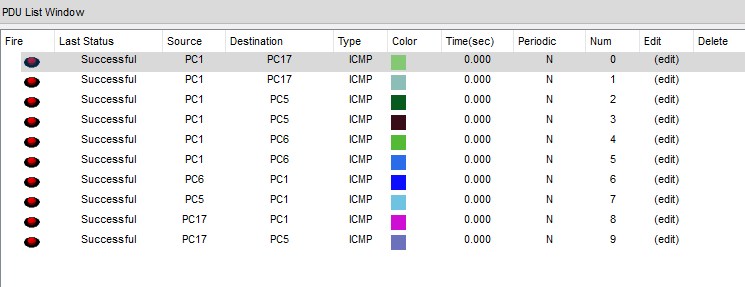 PDU List Window
Fire Last Status Source Destination Type Color Time(sec) Periodic Num Edit Delete
Successful PC1 PC17 ICMP 0.000 N 0 (edit)
Successful PC1 PC17 ICMP 0.000 N 1 (edit)
Successful PC1 PC5 ICMP 0.000 N 2 (edit)
Successful PC1 PC5 ICMP 0.000 N 3 (edit)
Successful PC1 PC6 ICMP 0.000 N 4 (edit)
Successful PC1 PC6 ICMP 0.000 N 5 (edit)
Successful PC6 PC1 ICMP 0.000 N 6 (edit)
Successful PC5 PC1 ICMP 0.000 N 7 (edit)
Successful PC17 PC1 ICMP 0.000 N 8 (edit)
Successful PC17 PC5 ICMP 0.000 N 9 (edit)